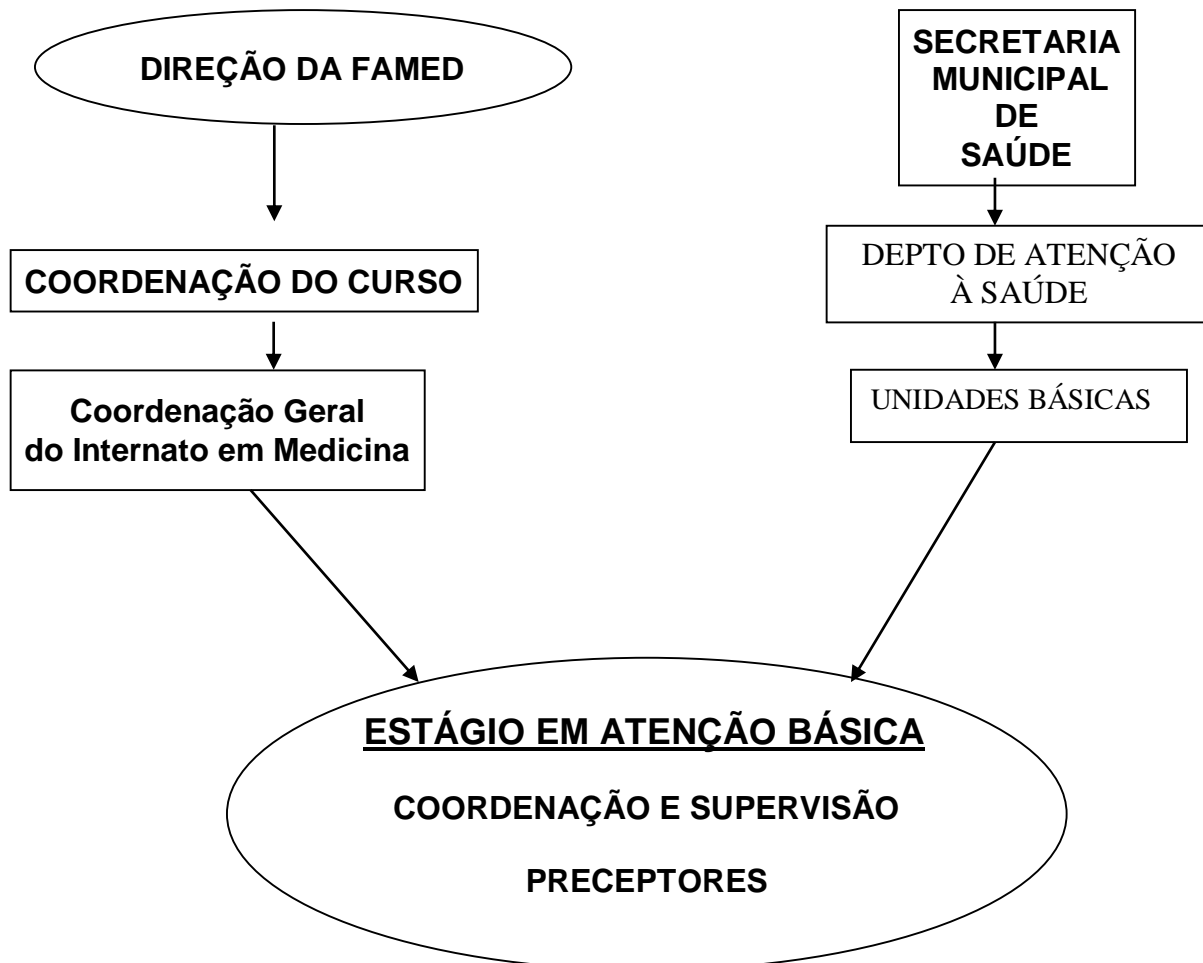 DIREÇÃO DA FAMED
COORDENAÇÃO DO CURSO
Coordenação Geral
do Internato em Medicina
SECRETARIA
MUNICIPAL
DE
SAÚDE
DEPTO DE ATENÇÃO
À SAÚDE
UNIDADES BÁSICAS
ESTÁGIO EM ATENÇÃO BÁSICA
COORDENAÇÃO E SUPERVISÃO
PRECEPTORES